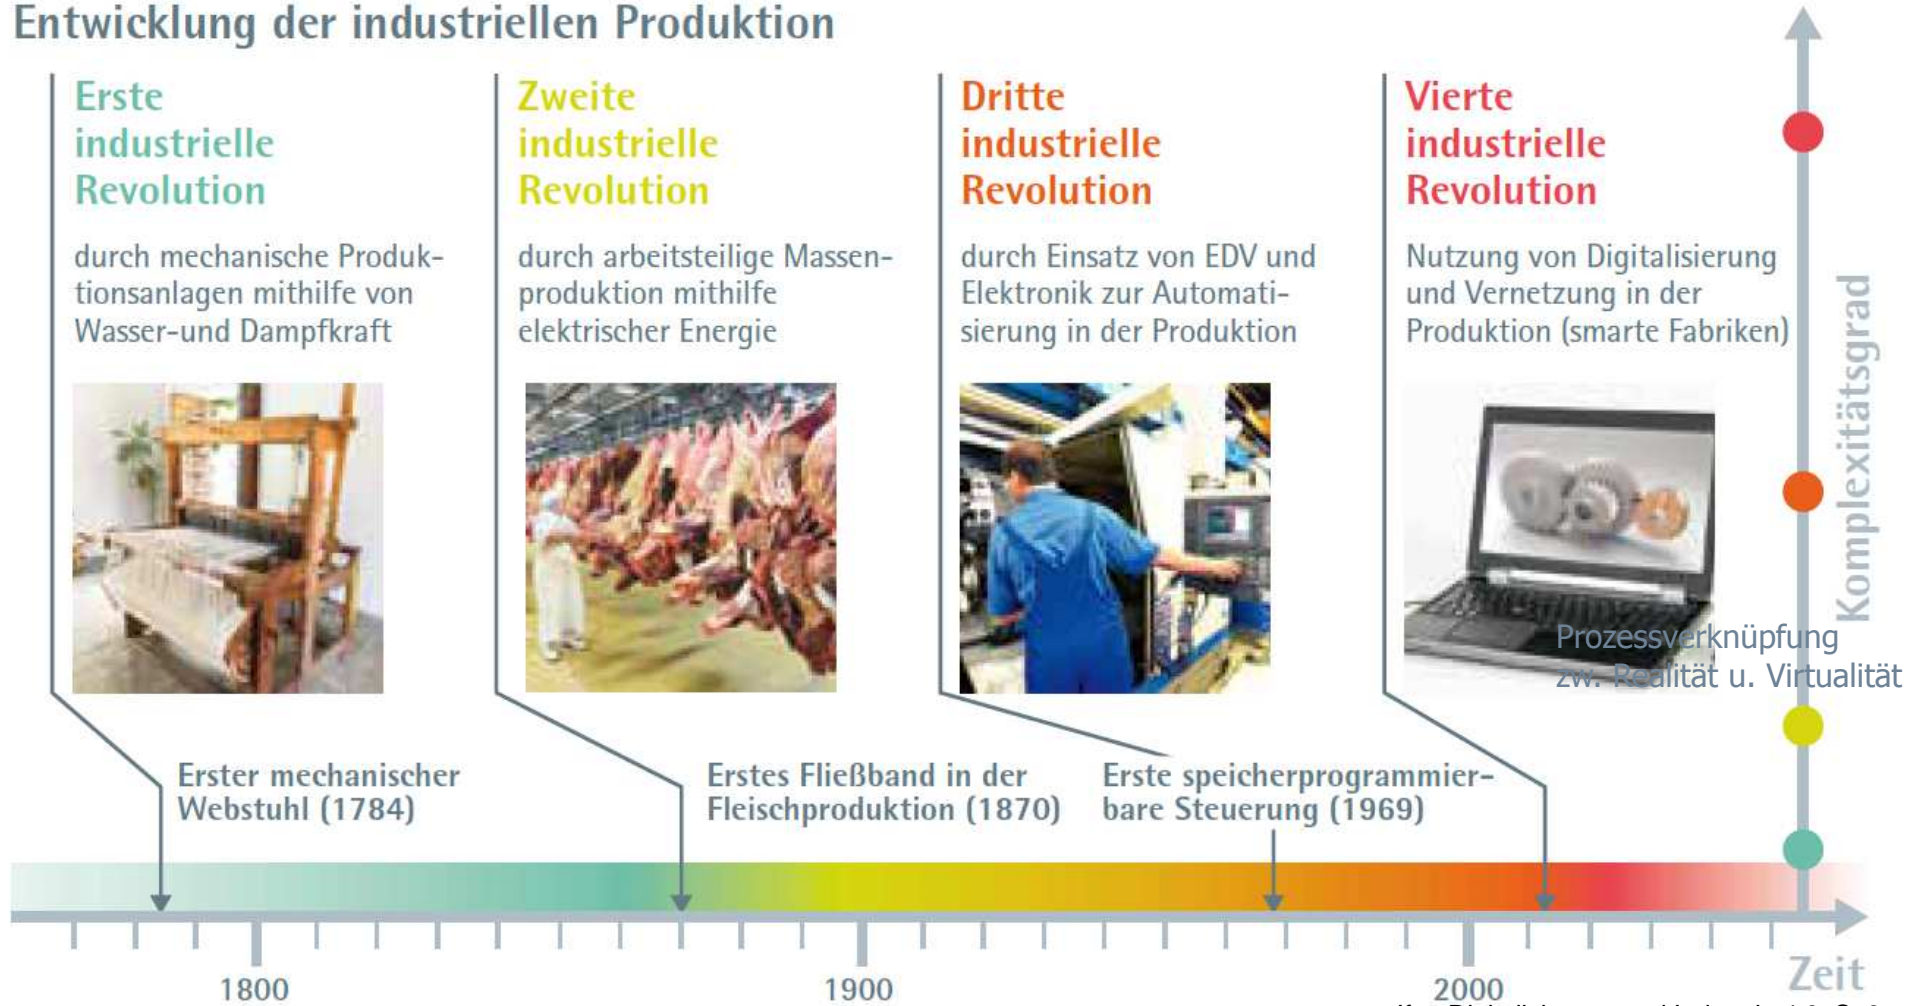 Entwicklung der industriellen Produktion
Erste
industrielle
Revolution
durch mechanische Produk-
tionsanlagen mithilfe von
Wasser-und Dampfkraft
Zweite
industrielle
Revolution
durch arbeitsteilige Massen-
produktion mithilfe
elektrischer Energie
Dritte
industrielle
Revolution
durch Einsatz von EDV und
Elektronik zur Automati-
sierung in der Produktion
Vierte
industrielle
Revolution
Nutzung von Digitalisierung
und Vernetzung in der
Produktion (smarte Fabriken)
Komplexitätsgrad
Prozessverknüpfung
zw. Realität u. Virtualität
Erster mechanischer
Webstuhl (1784)
Erstes Fließband in der
Fleischproduktion (1870)
Erste speicherprogrammier-
bare Steuerung (1969)
1800
1900
2000
Zeit